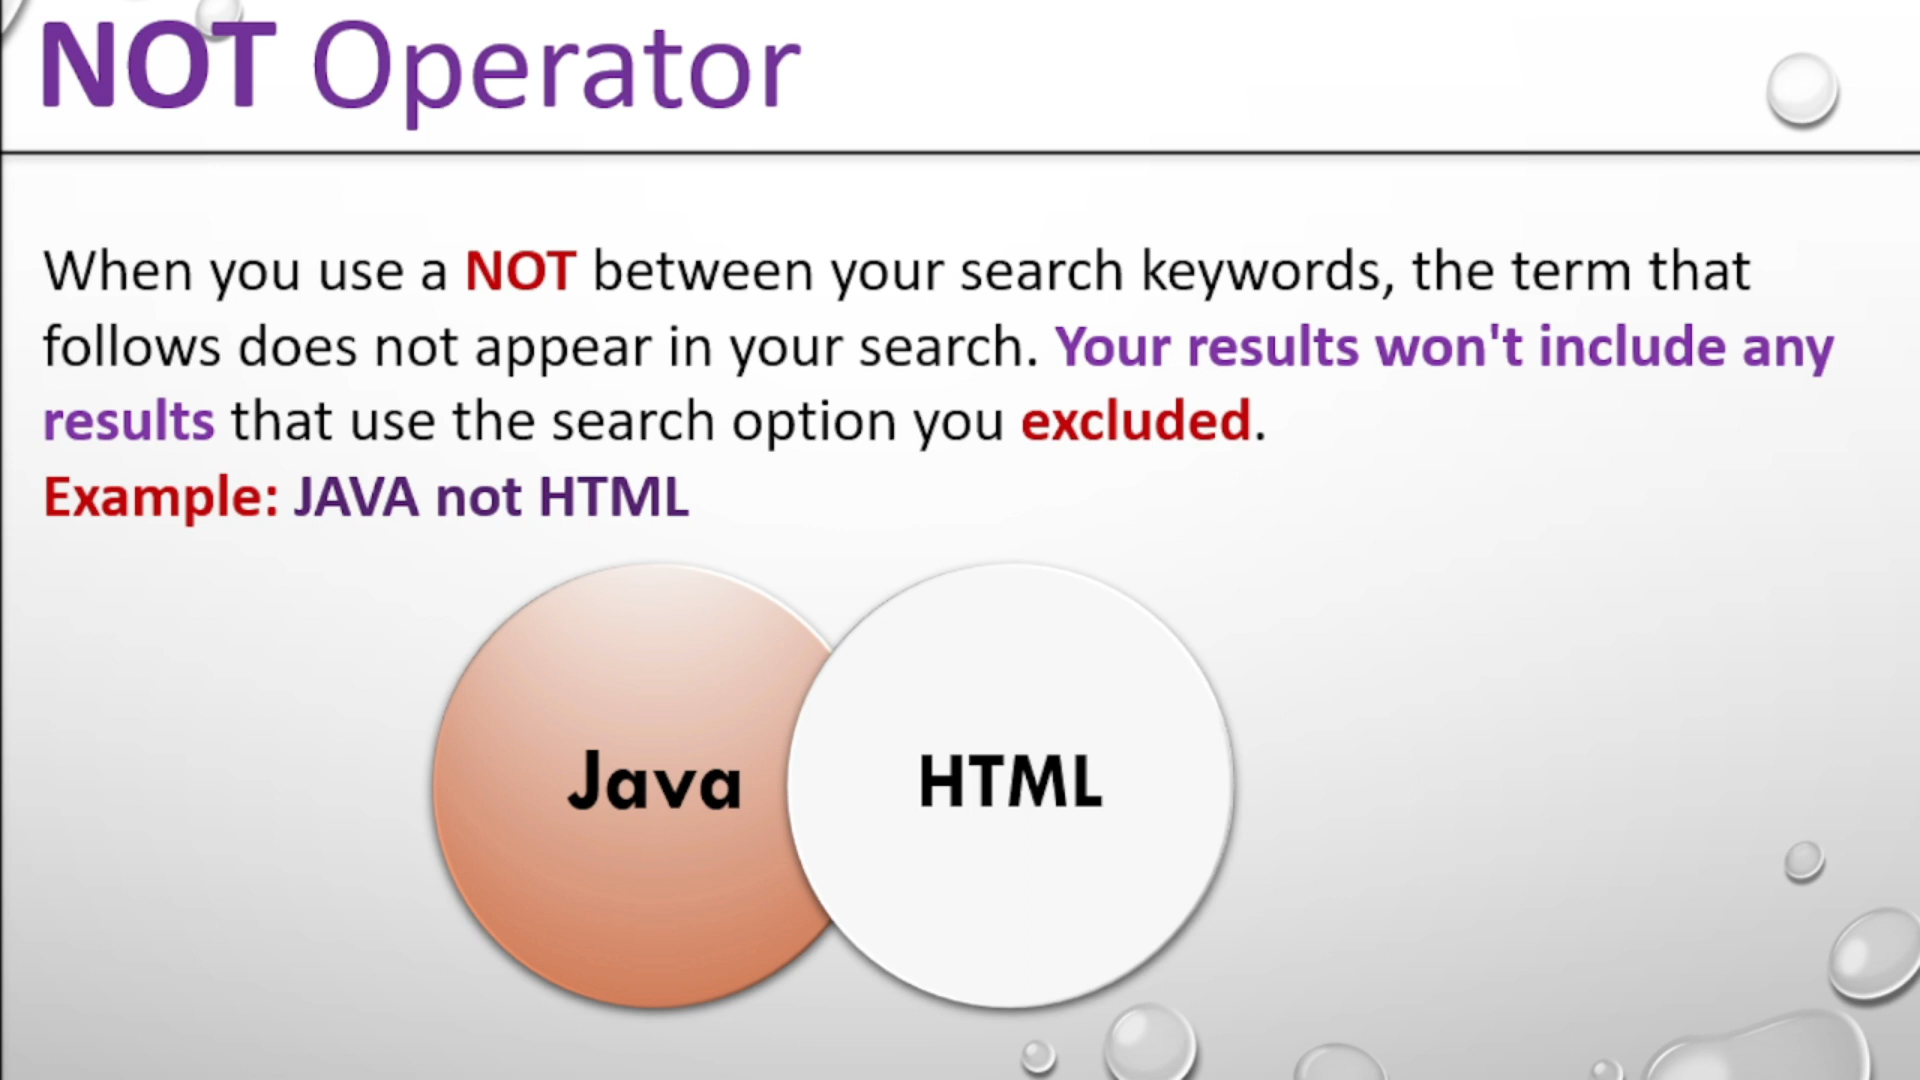 NOT Operator
When you use a NOT between your search keywords, the term that
follows does not appear in your search. Your results won't include any
results that use the search option you excluded.
Example: JAVA not HTML
Java
HTML